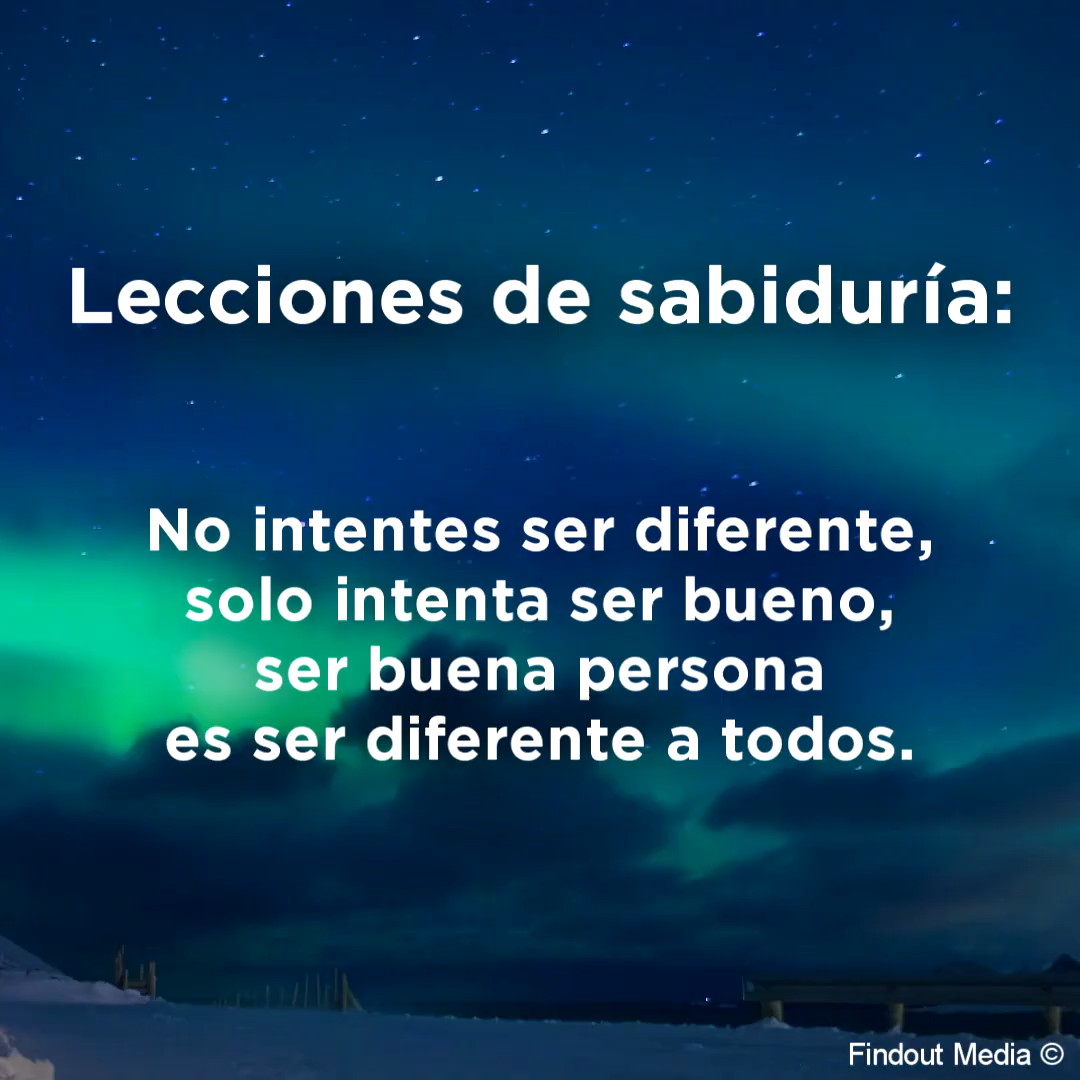 Lecciones de sabiduría:
No intentes ser diferente,
solo intenta ser bueno,
ser buena persona
es ser diferente a todos.
Findout Media ©